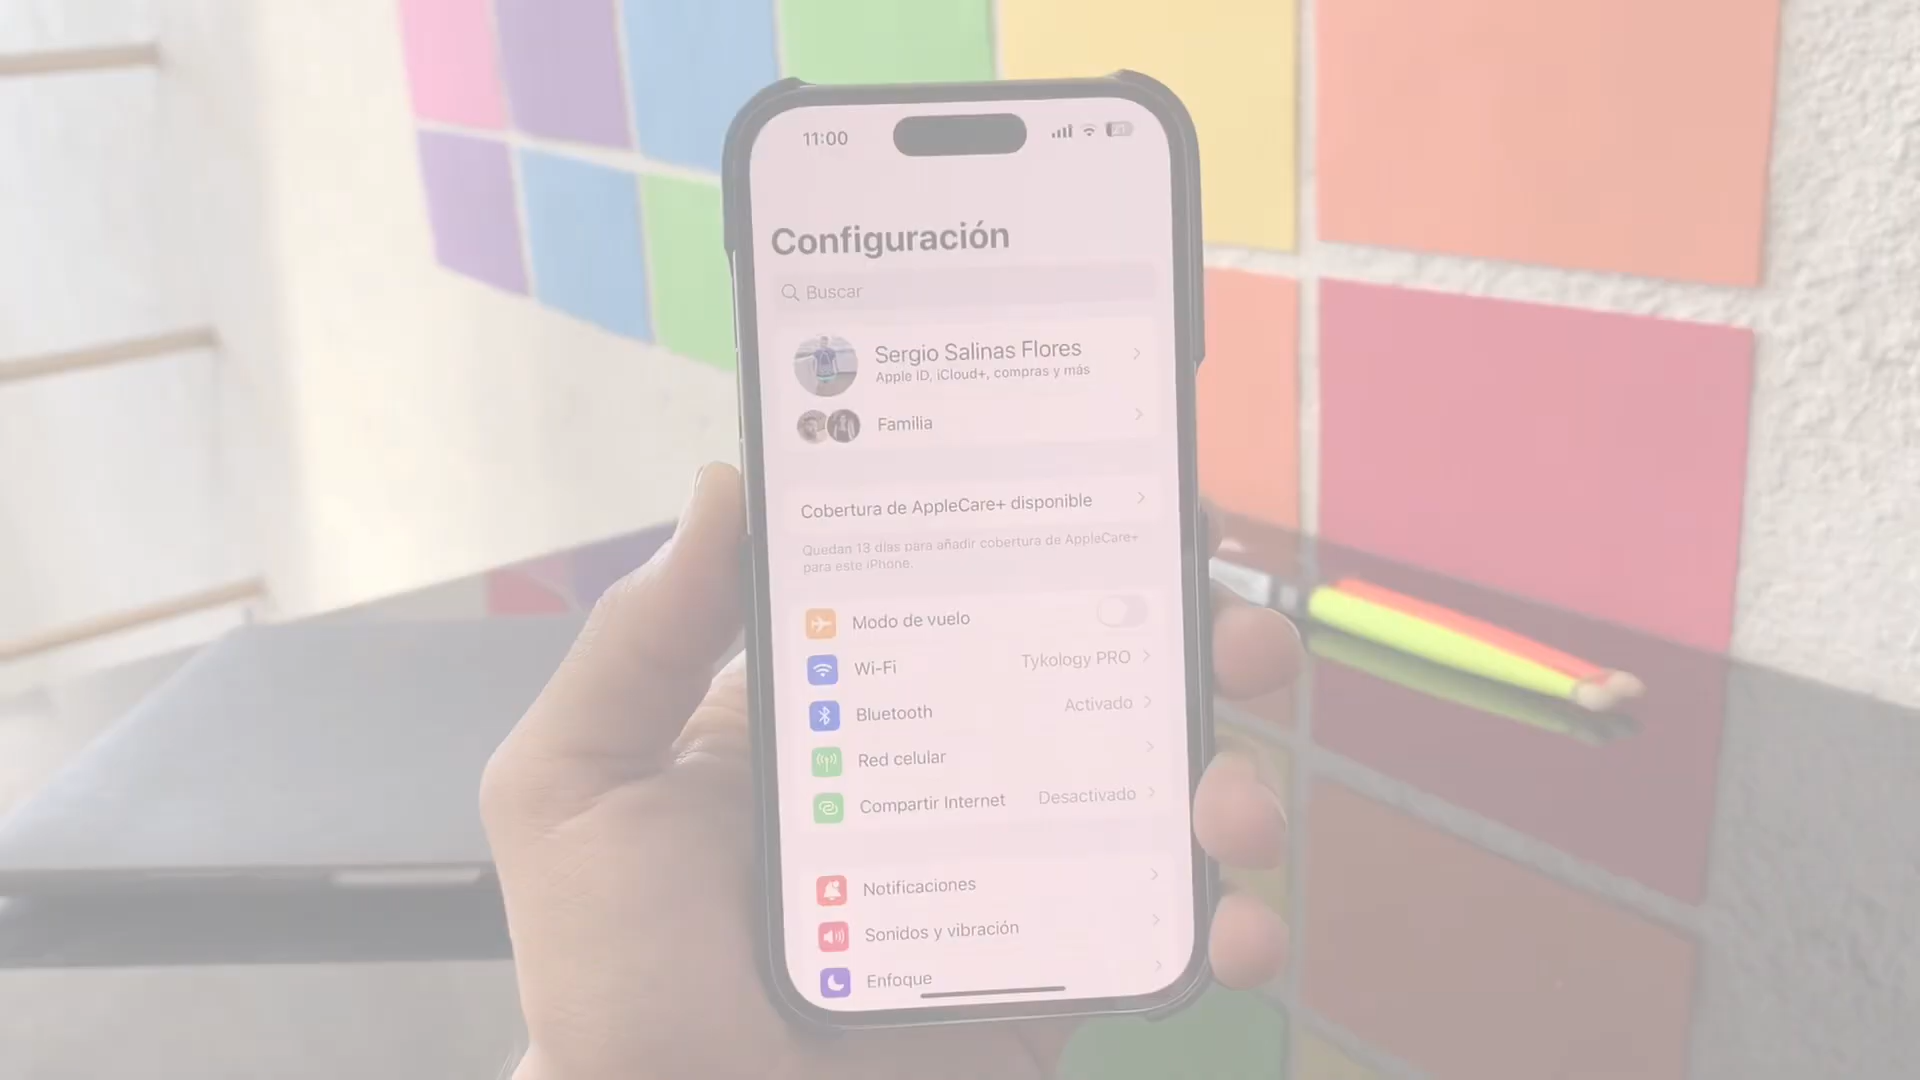 11:00
Configuración
Buscar
Sergio Salinas Flores
Apple ID, iCloud+, compras y más
Familia
Cobertura de AppleCare+ disponible
Quedan 13 días para añadir cobertura de AppleCare+
para este iPhone.
Modo de vuelo
Wi-Fi Tykology PRO
Bluetooth Activado
Red celular
Compartir Internet Desactivado
Notificaciones
Sonidos y vibración
Enfoque